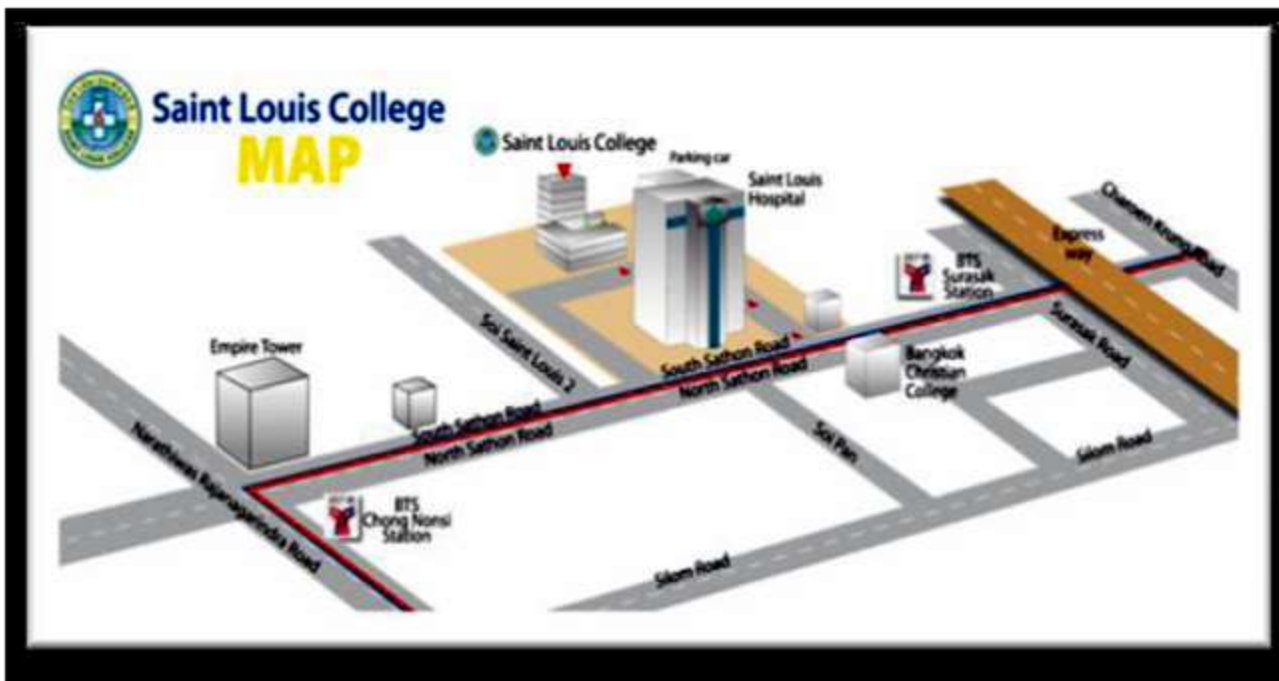 Saint Louis College
MAP
Saint Louis College
Parking car
Saint Louis
Hospital
Charoen Krung Road
Express
way
BTS
Surasak
Station
Soi Saint Louis 2
Surasak Road
Empire Tower
South Sathon Road
North Sathon Road
Bangkok
Christian
College
South Sathon Road
North Sathon Road
Narathiwas Rajanagarindra Road
Soi Pan
Silom Road
BTS
Chong Nonsi
Station
Silom Road